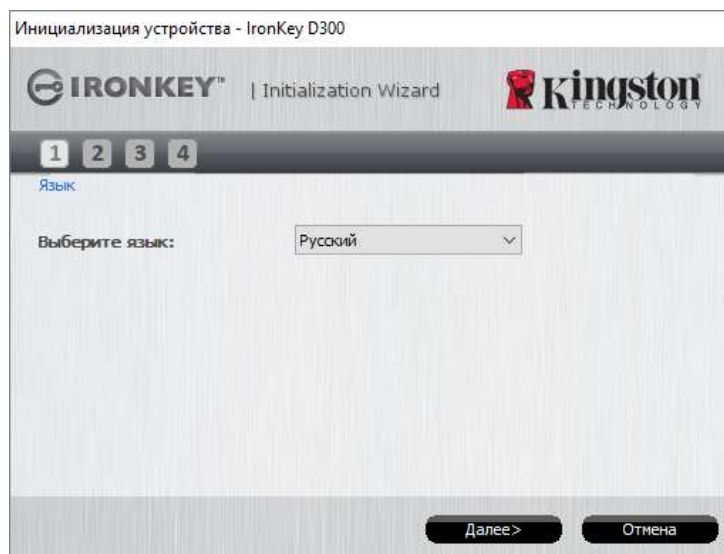 Инициализация устройства - IronKey D300
IRONKEY™ | Initialization Wizard
Kingston
TECHNOLOGY
1 2 3 4
Язык
Выберите язык: Русский
Далее> Отмена